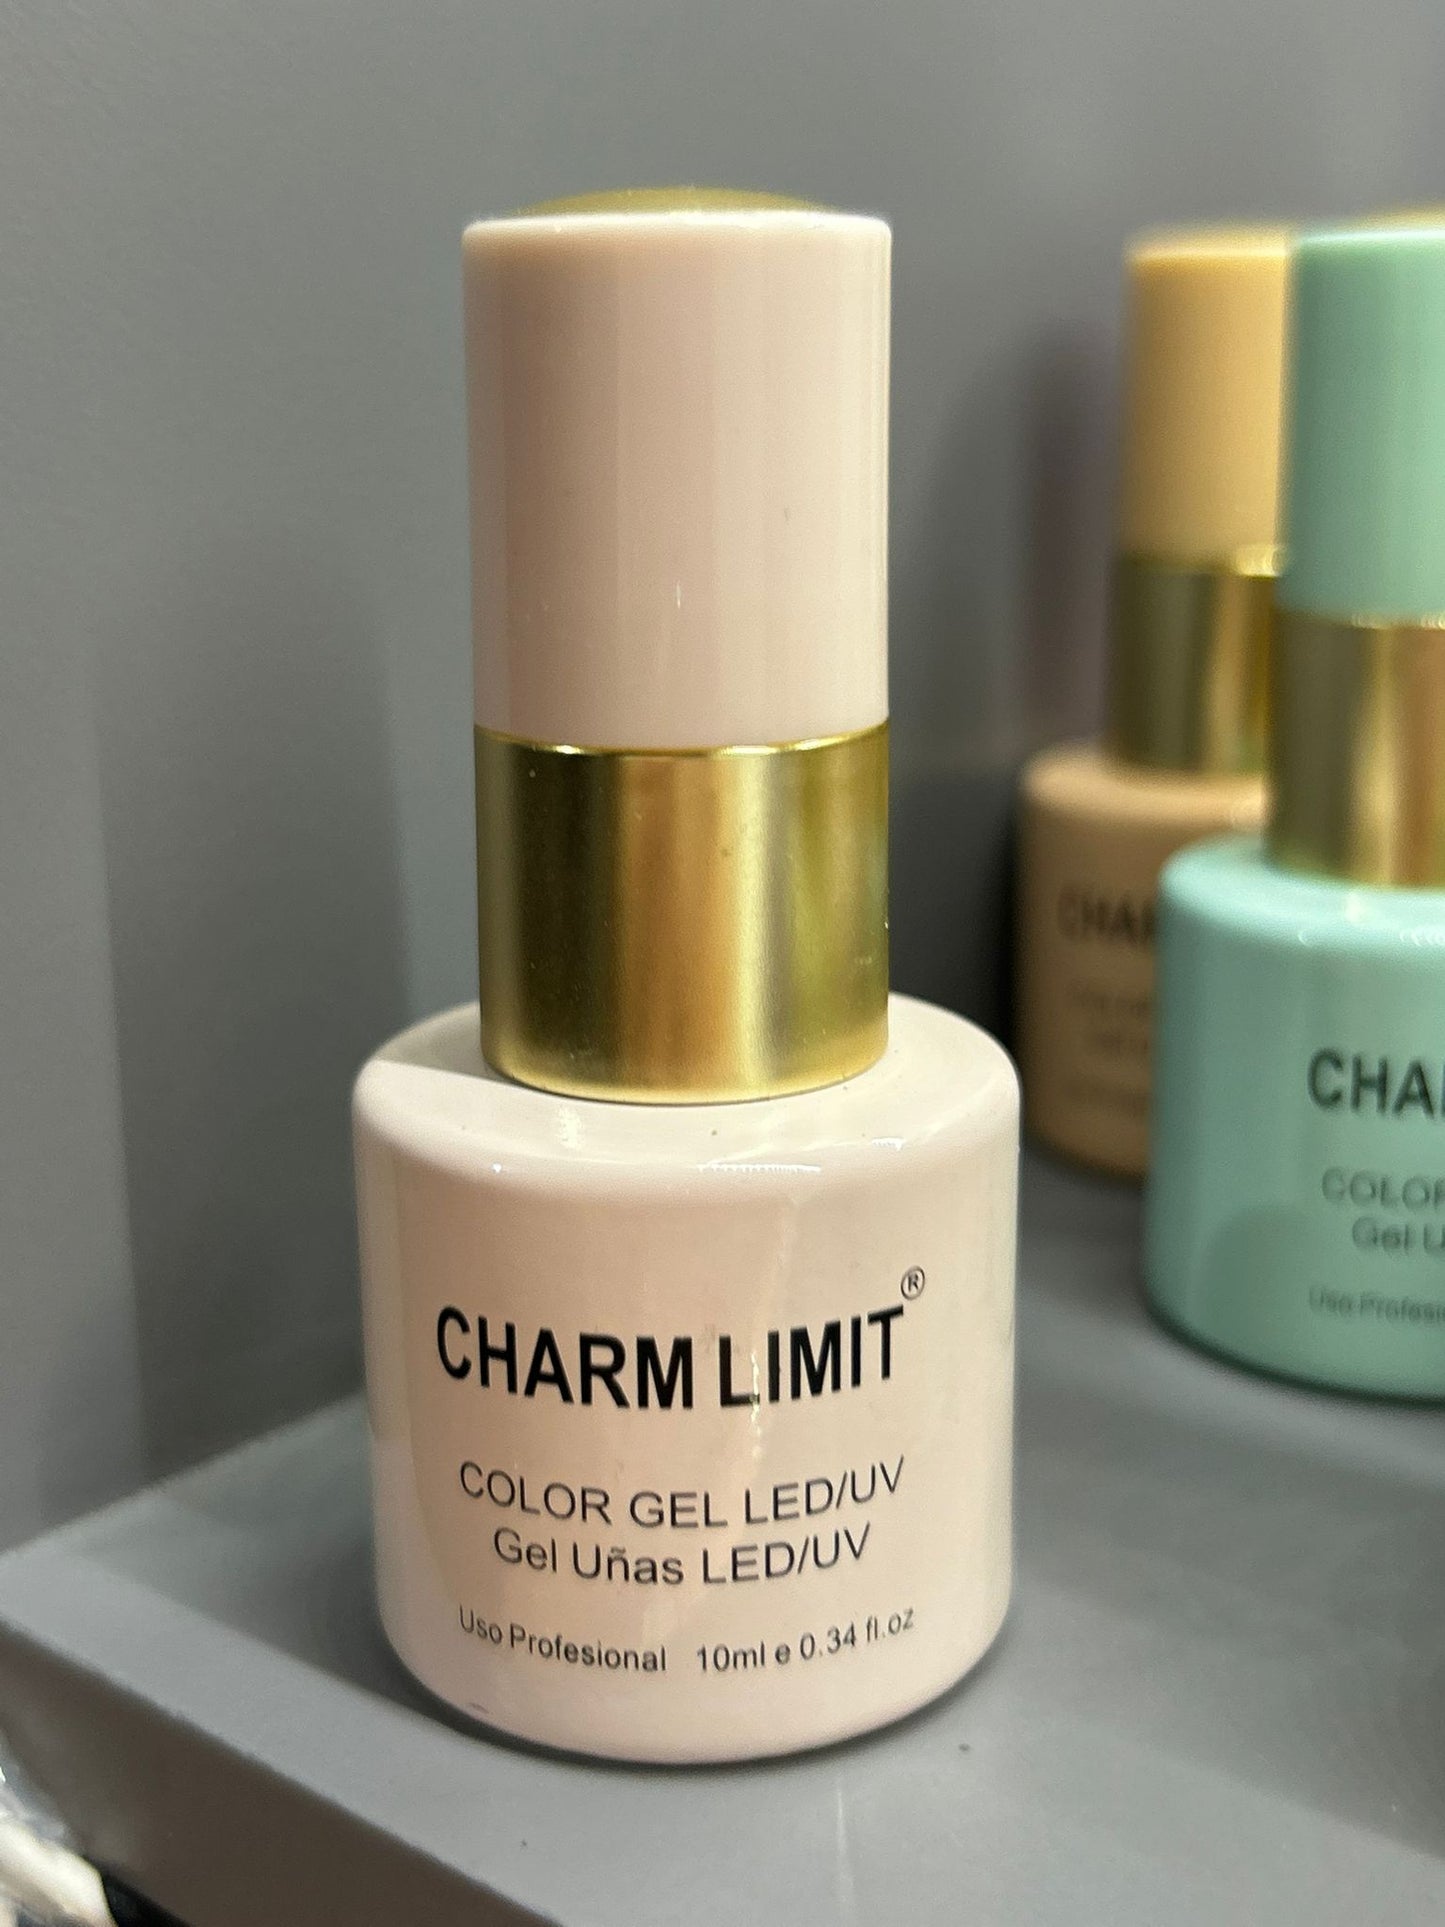 CHARM LIMIT®
COLOR GEL LED/UV
Gel Uñas LED/UV
Uso Profesional 10ml e 0.34 fl.oz
CHAR
CHA
COLOR
Gel U
Uso Profesi